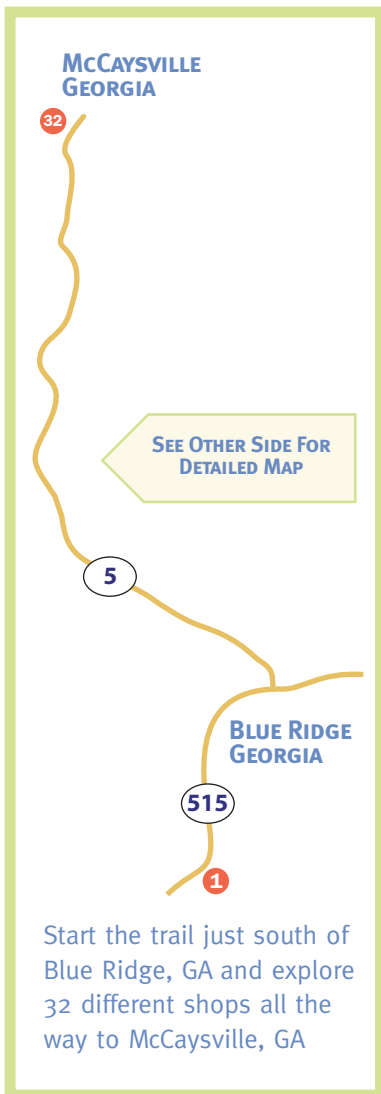 McCaysville
Georgia
32
See Other Side For
Detailed Map
5
Blue Ridge
Georgia
515
1
Start the trail just south of
Blue Ridge, GA and explore
32 different shops all the
way to McCaysville, GA